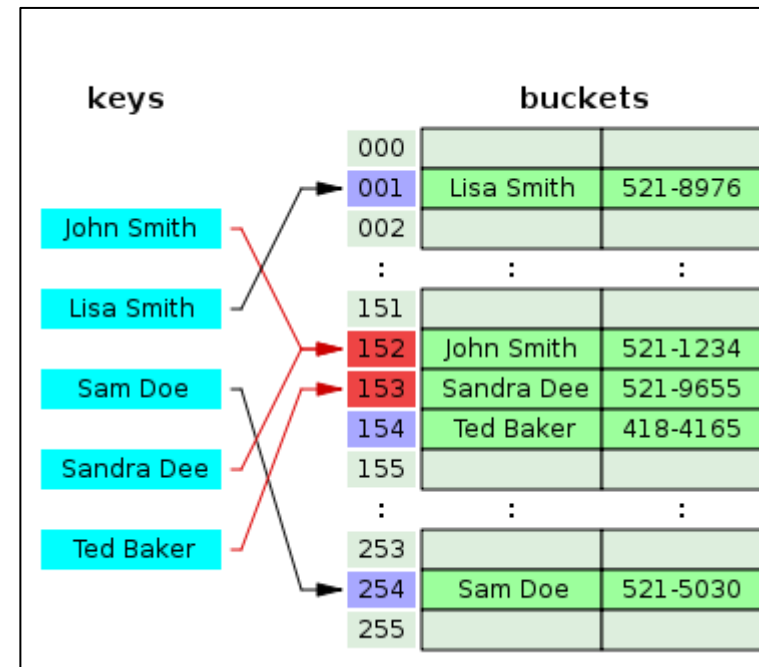 keys
buckets
John Smith
Lisa Smith
Sam Doe
Sandra Dee
Ted Baker
000
001 Lisa Smith 521-8976
002
: : :
151
152 John Smith 521-1234
153 Sandra Dee 521-9655
154 Ted Baker 418-4165
155
: : :
253
254 Sam Doe 521-5030
255